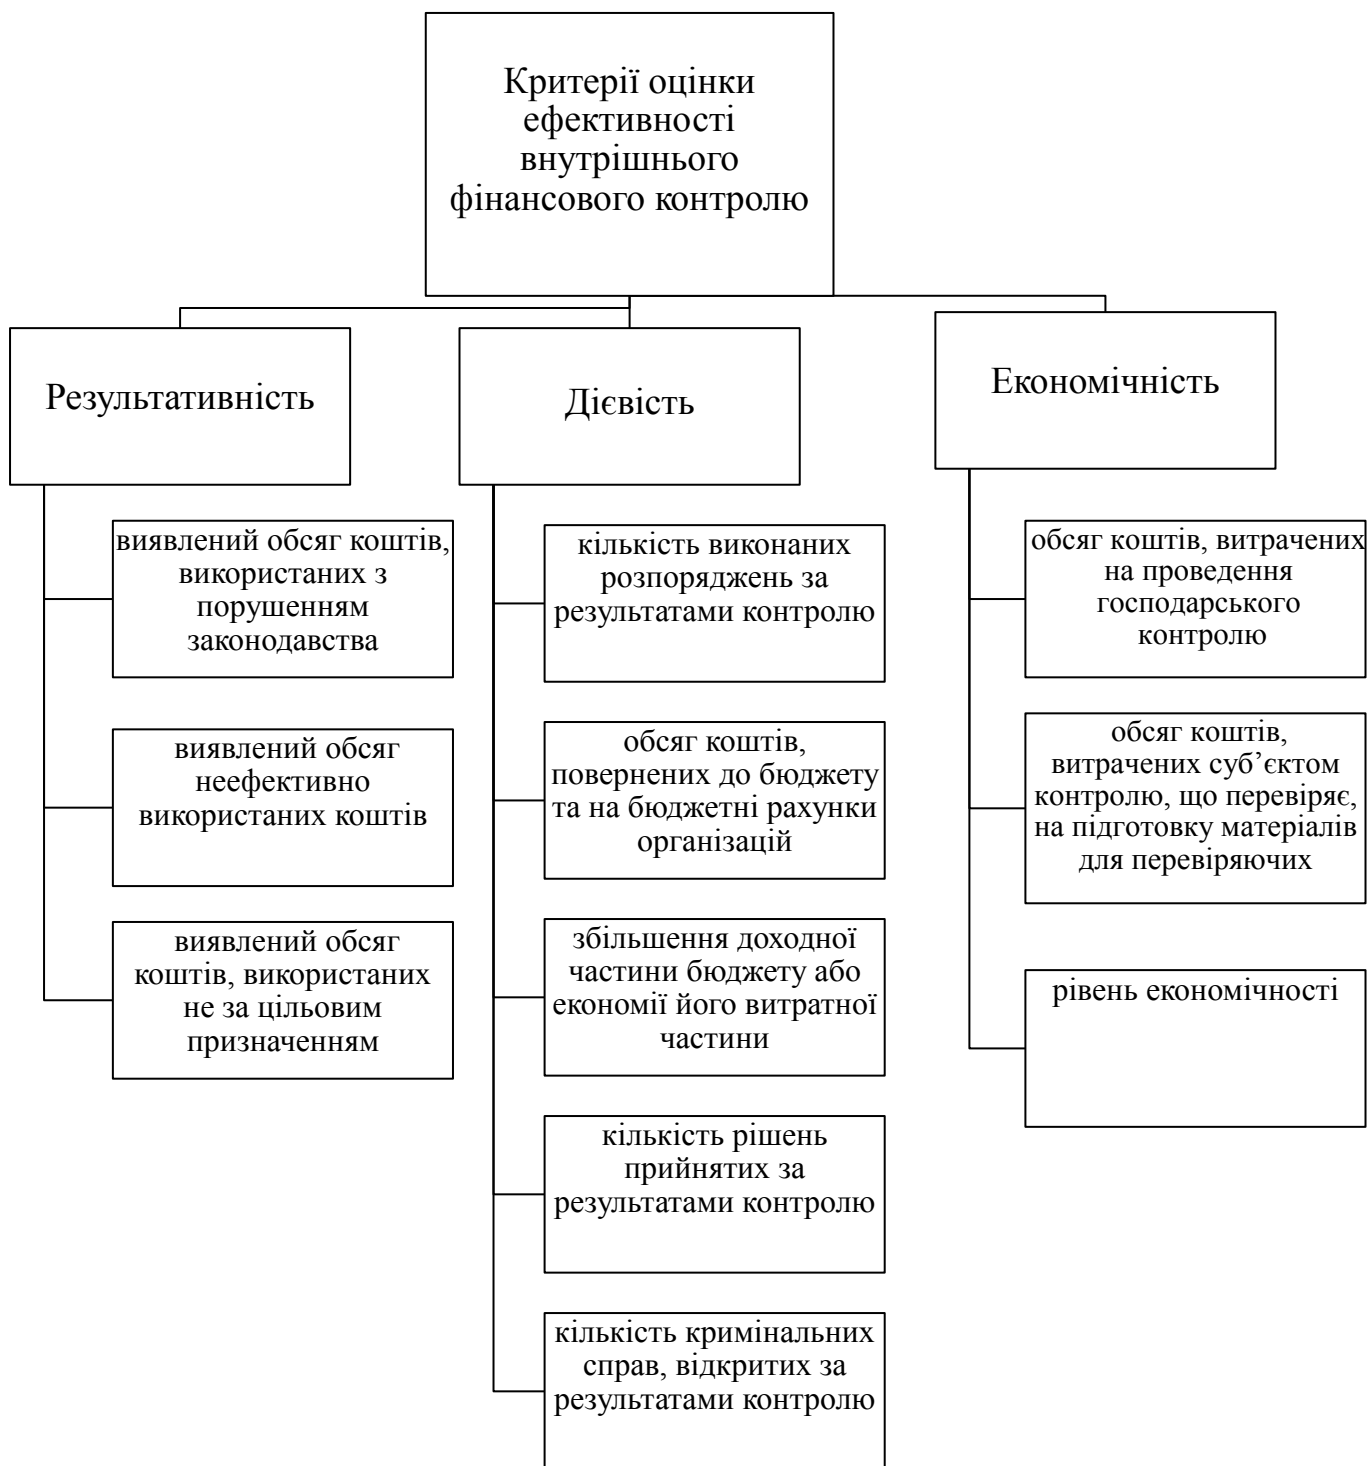 Критерії оцінки
ефективності
внутрішнього
фінансового контролю
Результативність
виявлений обсяг коштів,
використаних з
порушенням
законодавства
виявлений обсяг
неефективно
використаних коштів
виявлений обсяг
коштів, використаних
не за цільовим
призначенням
Дієвість
кількість виконаних
розпоряджень за
результатами контролю
обсяг коштів,
повернених до бюджету
та на бюджетні рахунки
організацій
збільшення доходної
частини бюджету або
економії його витратної
частини
кількість рішень
прийнятих за
результатами контролю
кількість кримінальних
справ, відкритих за
результатами контролю
Економічність
обсяг коштів, витрачених
на проведення
господарського
контролю
обсяг коштів,
витрачених суб’єктом
контролю, що перевіряє,
на підготовку матеріалів
для перевіряючих
рівень економічності